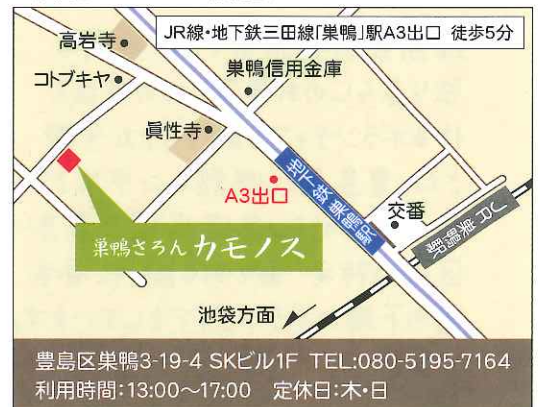 JR線・地下鉄三田線「巣鴨」駅A3出口 徒歩5分
高岩寺
コトブキヤ
巣鴨信用金庫
眞性寺
A3出口
地下鉄巣鴨駅
交番
JR巣鴨駅
巣鴨さろん カモノス
池袋方面
豊島区巣鴨3-19-4 SKビル1F TEL:080-5195-7164
利用時間:13:00〜17:00 定休日:木・日